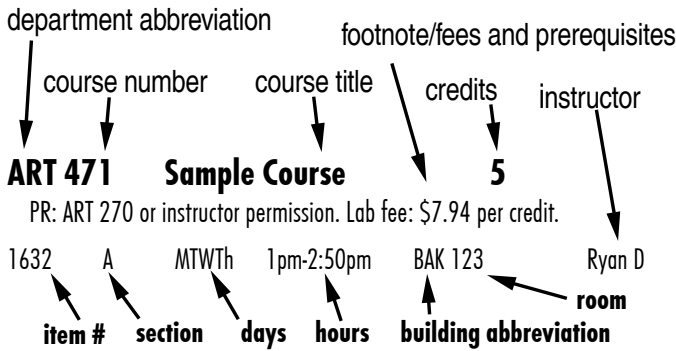 department abbreviation
footnote/fees and prerequisites
course number course title credits instructor
ART 471 Sample Course 5
PR: ART 270 or instructor permission. Lab fee: $7.94 per credit.
1632 A MTWTh 1pm-2:50pm BAK 123 Ryan D
room
item # section days hours building abbreviation